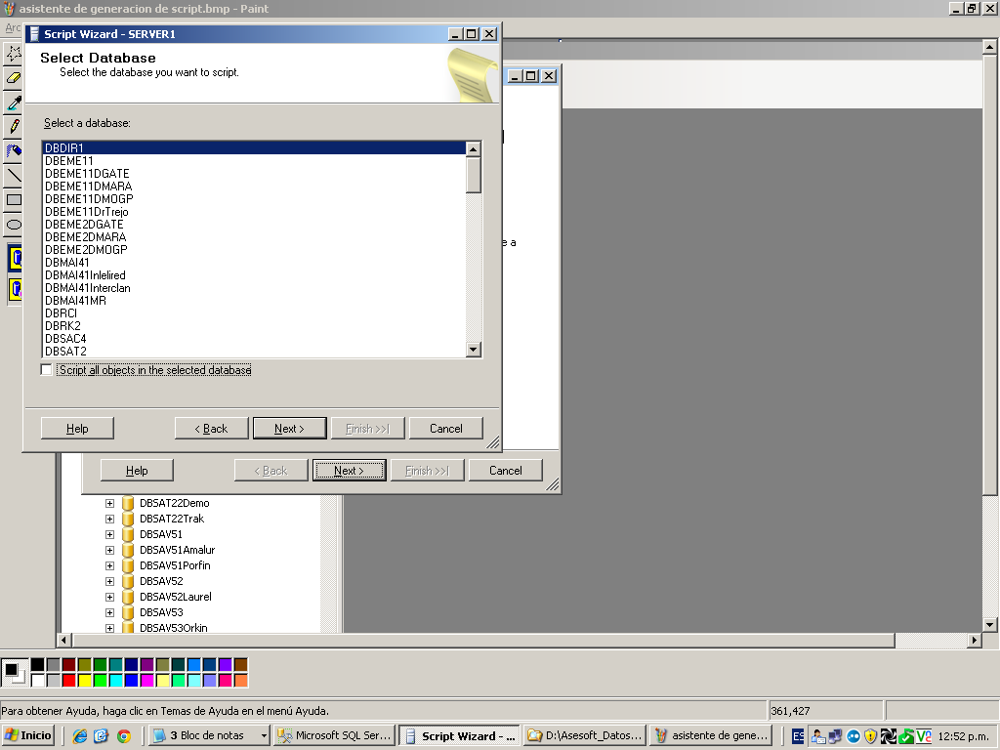 asistente de generacion de script.bmp - Paint
Arc
Script Wizard - SERVER1
Select Database
Select the database you want to script.
Select a database:
DBDIR1
DBEME11
DBEME11DGATE
DBEME11DMARA
DBEME11DMOGP
DBEME11DrTrejo
DBEME2DGATE
DBEME2DMARA
DBEME2DMOGP
DBMAI41
DBMAI41Inlelired
DBMAI41Interclan
DBMAI41MR
DBRCI
DBRK2
DBSAC4
DBSAT2
e a
Script all objects in the selected database
Help
< Back
Next >
Finish >>|
Cancel
Help
< Back
Next >
Finish >>|
Cancel
DBSAT22Demo
DBSAT22Trak
DBSAV51
DBSAV51Amalur
DBSAV51Porfin
DBSAV52
DBSAV52Laurel
DBSAV53
DBSAV53Orkin
Para obtener Ayuda, haga clic en Temas de Ayuda en el menú Ayuda.
361,427
Inicio
3 Bloc de notas
Microsoft SQL Ser...
Script Wizard - ...
D:\Asesoft_Datos...
asistente de gene...
ES
12:52 p.m.